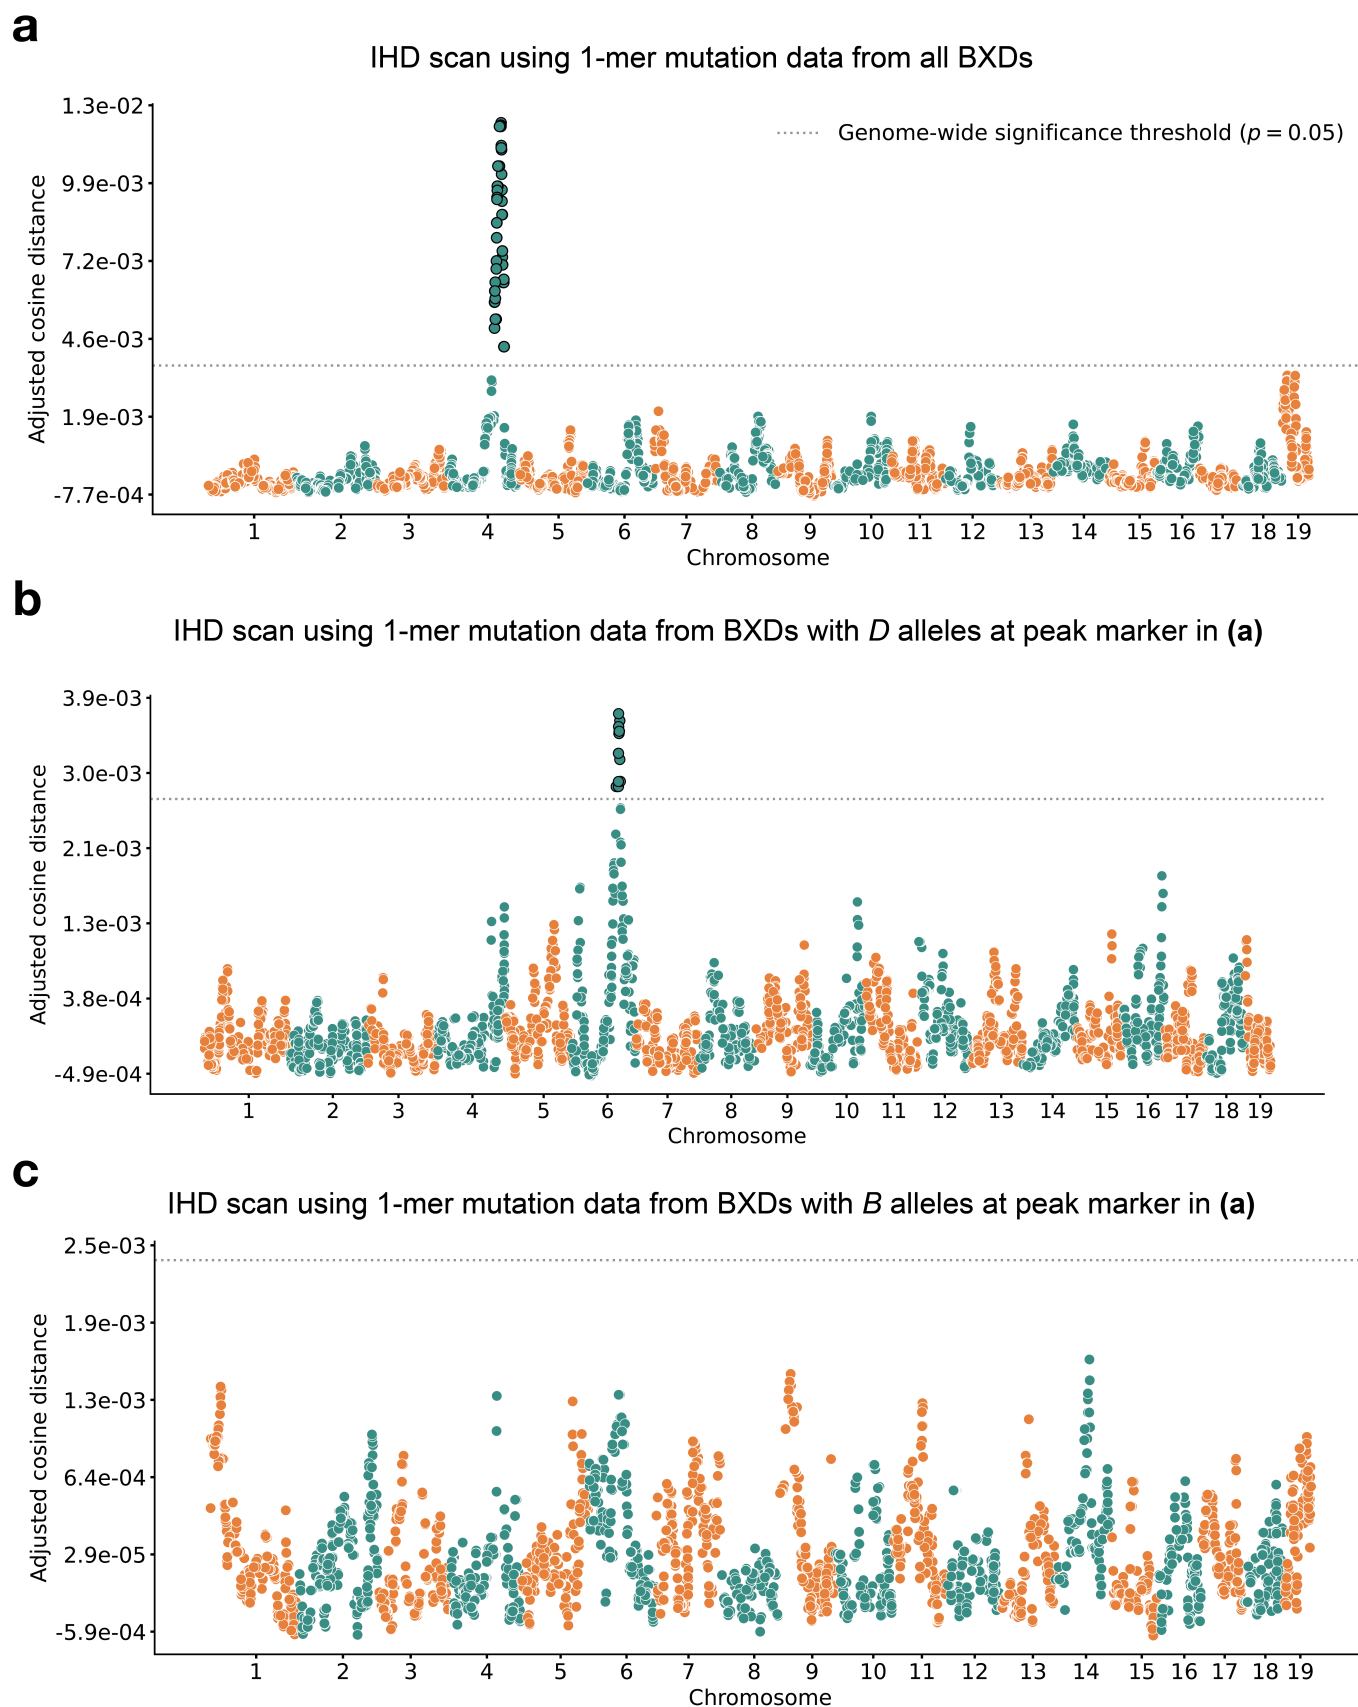 a
IHD scan using 1-mer mutation data from all BXDs
1.3e-02
9.9e-03
7.2e-03
4.6e-03
1.9e-03
-7.7e-04
Adjusted cosine distance
Genome-wide significance threshold (p = 0.05)
1 2 3 4 5 6 7 8 9 10 11 12 13 14 15 16 17 18 19
Chromosome
b
IHD scan using 1-mer mutation data from BXDs with D alleles at peak marker in (a)
3.9e-03
3.0e-03
2.1e-03
1.3e-03
3.8e-04
-4.9e-04
Adjusted cosine distance
1 2 3 4 5 6 7 8 9 10 11 12 13 14 15 16 17 18 19
Chromosome
c
IHD scan using 1-mer mutation data from BXDs with B alleles at peak marker in (a)
2.5e-03
1.9e-03
1.3e-03
6.4e-04
2.9e-05
-5.9e-04
Adjusted cosine distance
1 2 3 4 5 6 7 8 9 10 11 12 13 14 15 16 17 18 19
Chromosome